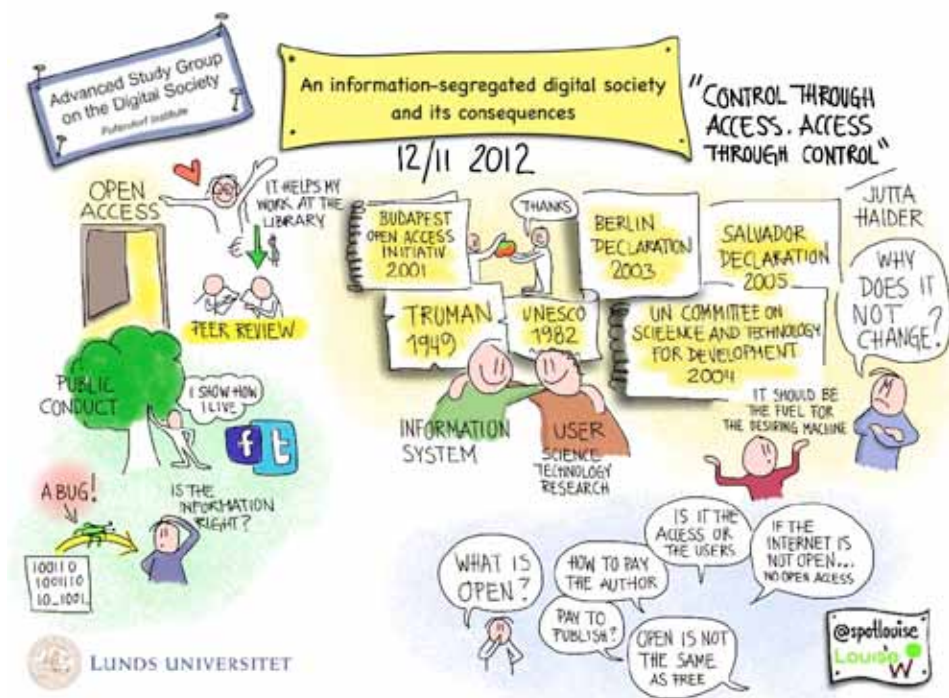 Advanced Study Group
on the Digital Society
Pufendorf Institute
An information-segregated digital society
and its consequences
12/11 2012
"CONTROL THROUGH
ACCESS. ACCESS
THROUGH CONTROL"
JUTTA
HAIDER
OPEN
ACCESS
IT HELPS MY
WORK AT THE
LIBRARY
€
$
PEER REVIEW
BUDAPEST
OPEN ACCESS
INITIATIV
2001
THANKS
BERLIN
DECLARATION
2003
SALVADOR
DECLARATION
2005
TRUMAN
1949
UNESCO
1982
UN COMMITTEE ON
SCIEENCE AND TECHNOLOGY
FOR DEVELOPMENT
2004
WHY
DOES IT
NOT
CHANGE?
INFORMATION
SYSTEM
USER
SCIENCE
TECHNOLOGY
RESEARCH
IT SHOULD BE
THE FUEL FOR
THE DESIRING MACHINE
PUBLIC
CONDUCT
I SHOW HOW
I LIVE
f
t
A BUG!
IS THE
INFORMATION
RIGHT?
100110
1001110
10_1001_
WHAT IS
OPEN?
HOW TO PAY
THE AUTHOR
IS IT THE
ACCESS OR
THE USERS
IF THE
INTERNET IS
NOT OPEN...
NO OPEN ACCESS
PAY TO
PUBLISH?
OPEN IS NOT
THE SAME
AS FREE
@spotlouise
Louise
W
LUNDS UNIVERSITET